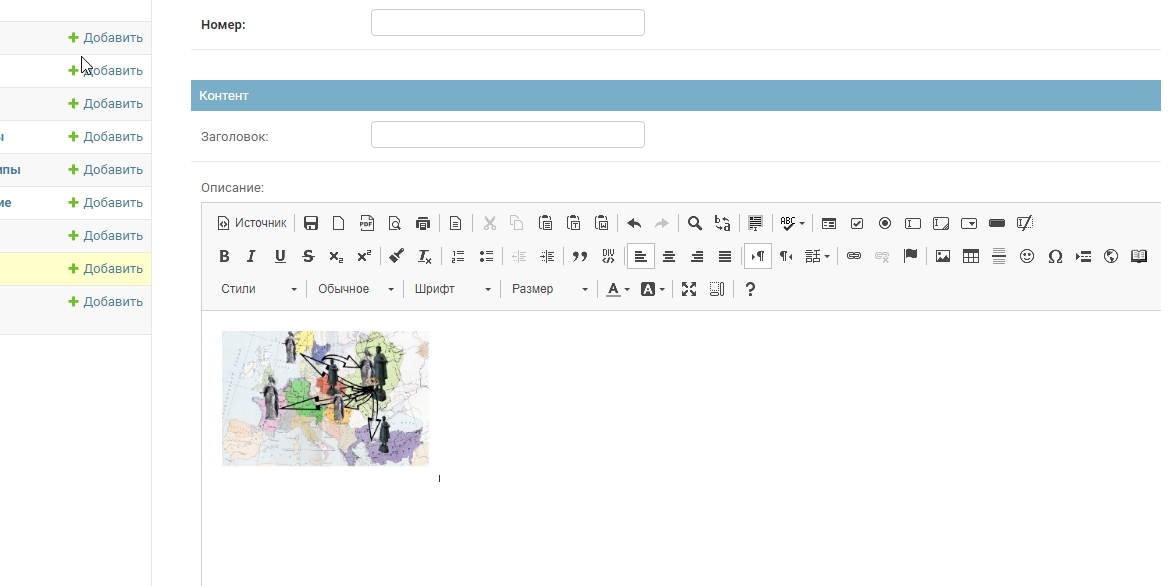 Номер:
Добавить
Добавить
Добавить
Контент
ы
Добавить
Заголовок:
ипы
Добавить
Описание:
ие
Добавить
Источник
Добавить
Добавить
Стили
Обычное
Шрифт
Размер
Добавить